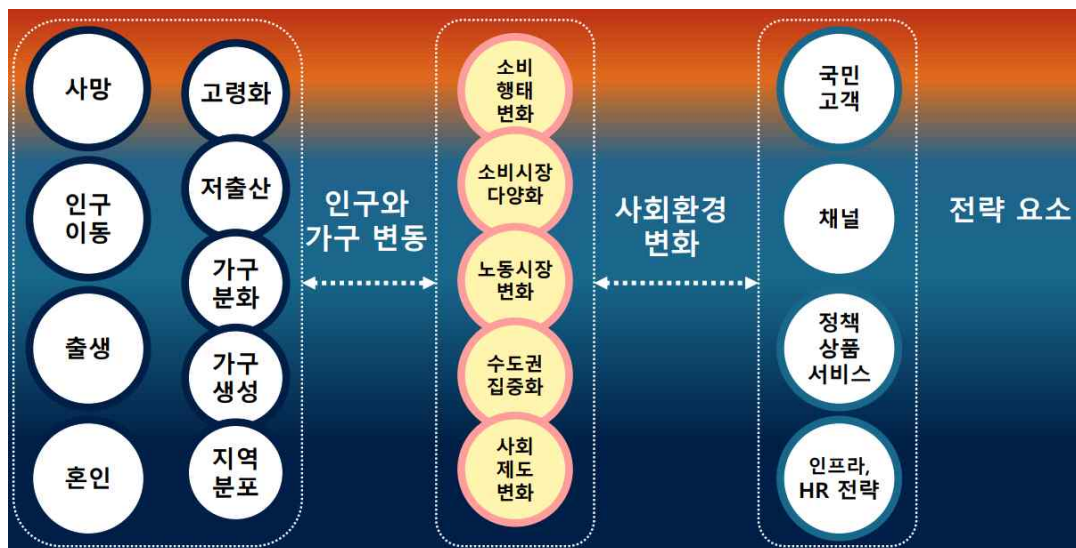 사망
인구
이동
출생
혼인
고령화
저출산
가구
분화
가구
생성
지역
분포
인구와
가구 변동
소비
행태
변화
소비시장
다양화
노동시장
변화
수도권
집중화
사회
제도
변화
사회환경
변화
국민
고객
채널
정책
상품
서비스
인프라,
HR 전략
전략 요소